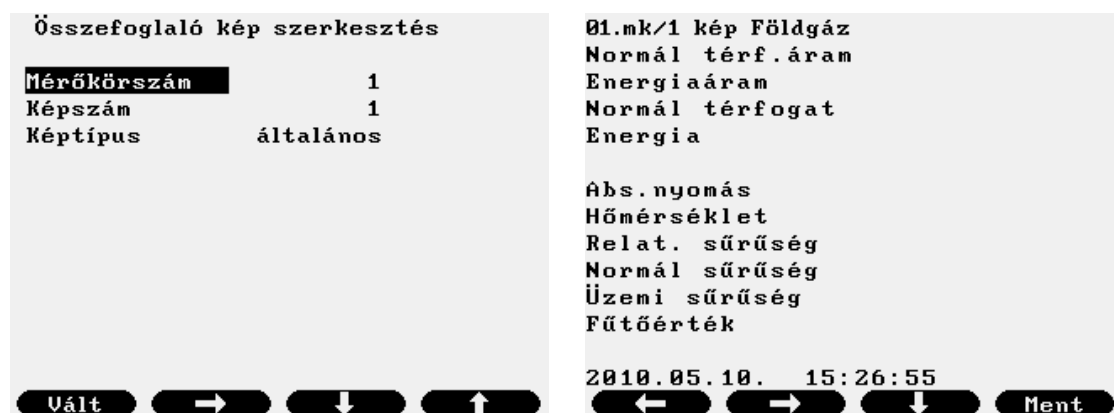 Összefoglaló kép szerkesztés
Mérőkörszám 1
Képszám 1
Képtípus általános
Vált
01.mk/1 kép Földgáz
Normál térf.áram
Energiaáram
Normál térfogat
Energia
Abs.nyomás
Hőmérséklet
Relat. sűrűség
Normál sűrűség
Üzemi sűrűség
Fűtőérték
2010.05.10. 15:26:55
Ment